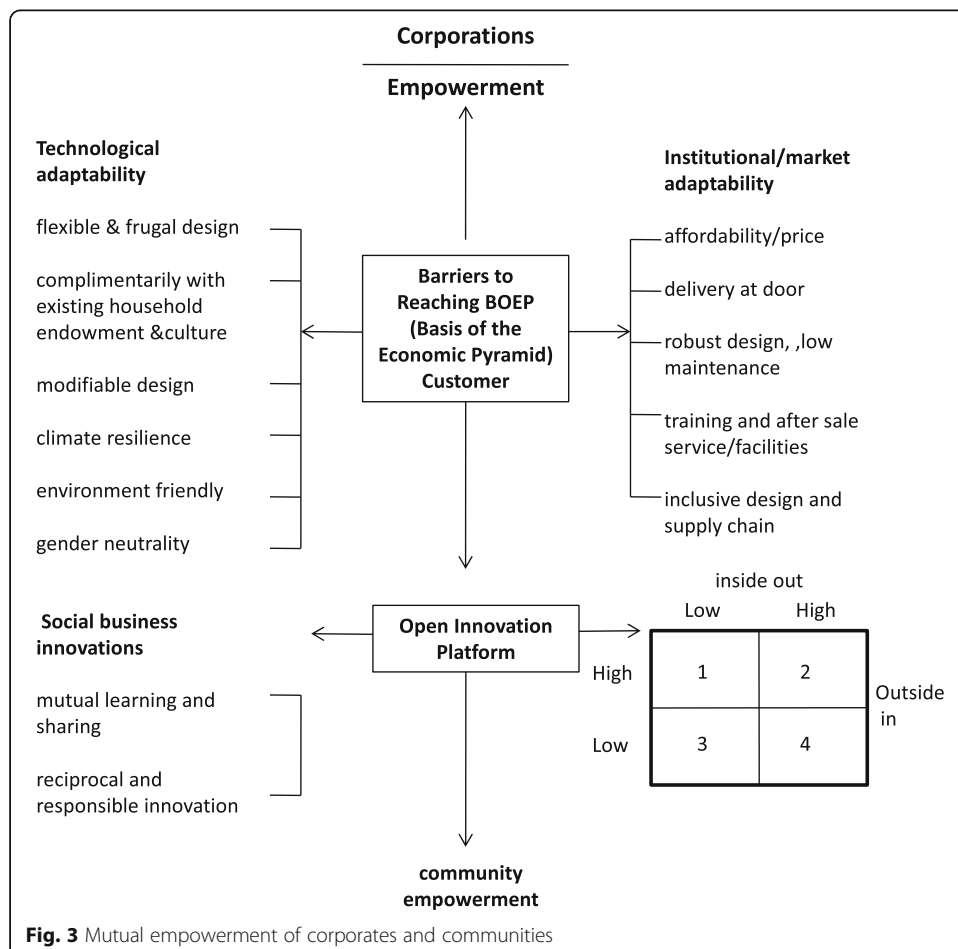 Corporations
Empowerment
Technological
adaptability
flexible & frugal design
complimentarily with
existing household
endowment &culture
modifiable design
climate resilience
environment friendly
gender neutrality
Barriers to
Reaching BOEP
(Basis of the
Economic Pyramid)
Customer
Institutional/market
adaptability
affordability/price
delivery at door
robust design, ,low
maintenance
training and after sale
service/facilities
inclusive design and
supply chain
Social business
innovations
mutual learning and
sharing
reciprocal and
responsible innovation
Open Innovation
Platform
inside out
Low High
High 1 2
Outside
in
Low 3 4
community
empowerment
Fig. 3 Mutual empowerment of corporates and communities